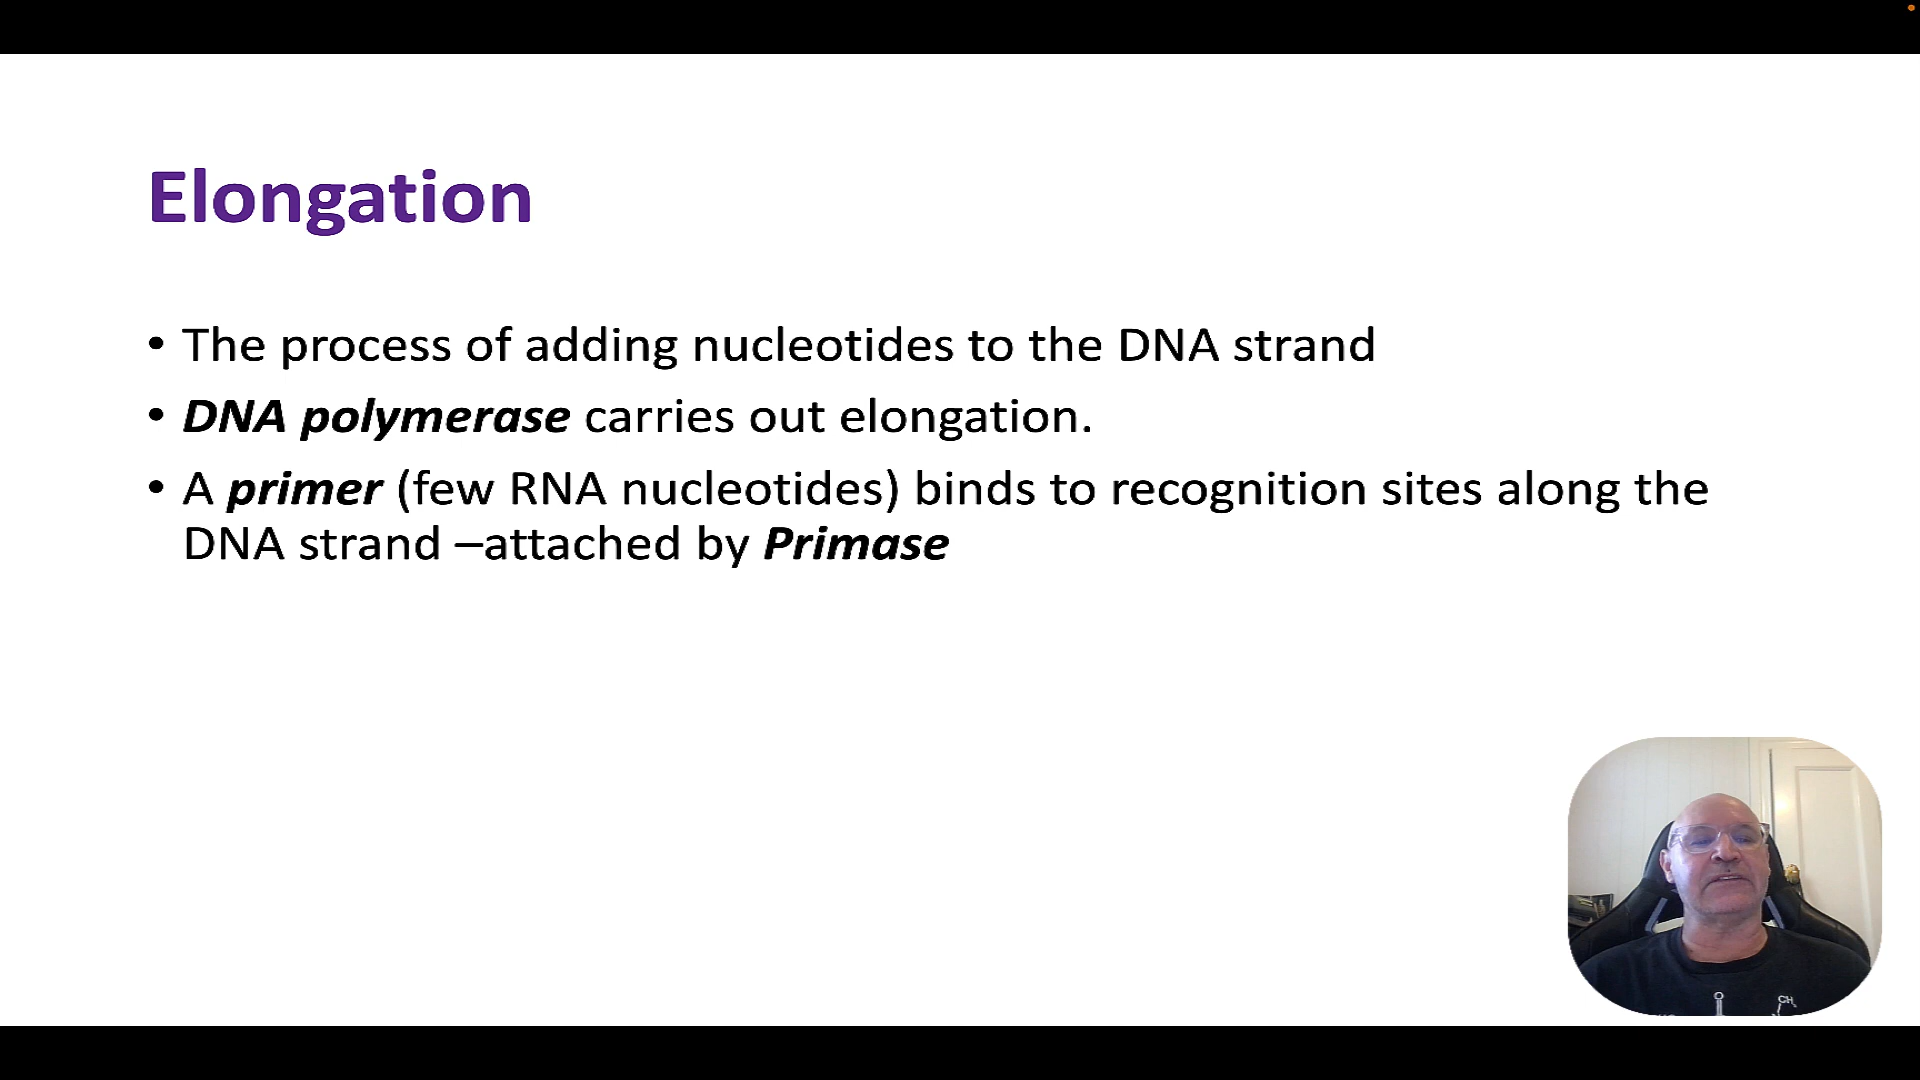 Elongation
• The process of adding nucleotides to the DNA strand
• DNA polymerase carries out elongation.
• A primer (few RNA nucleotides) binds to recognition sites along the
DNA strand –attached by Primase
O CH